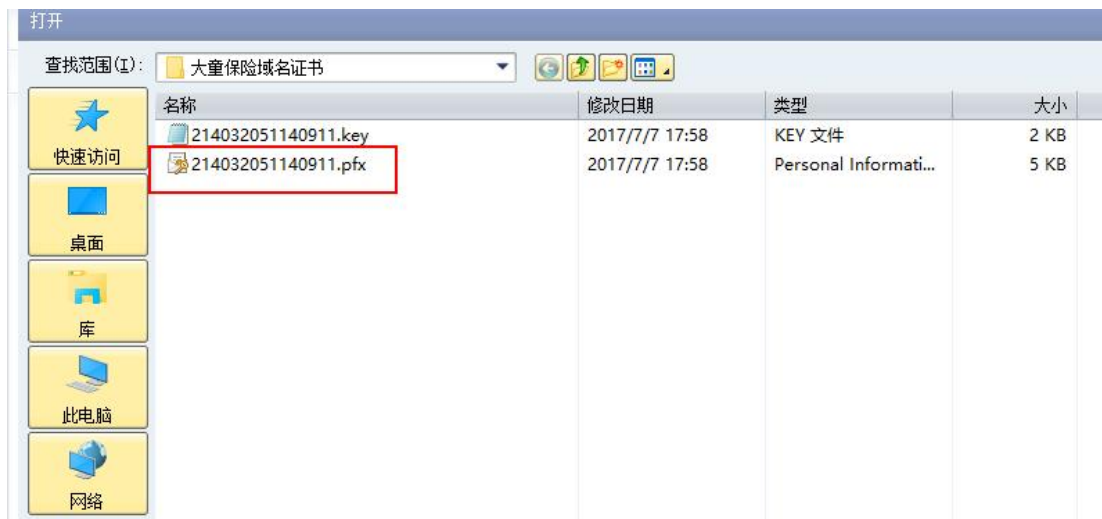 打开
查找范围(I): 大童保险域名证书
名称 修改日期 类型 大小
214032051140911.key 2017/7/7 17:58 KEY 文件 2 KB
214032051140911.pfx 2017/7/7 17:58 Personal Informati... 5 KB
快速访问
桌面
库
此电脑
网络